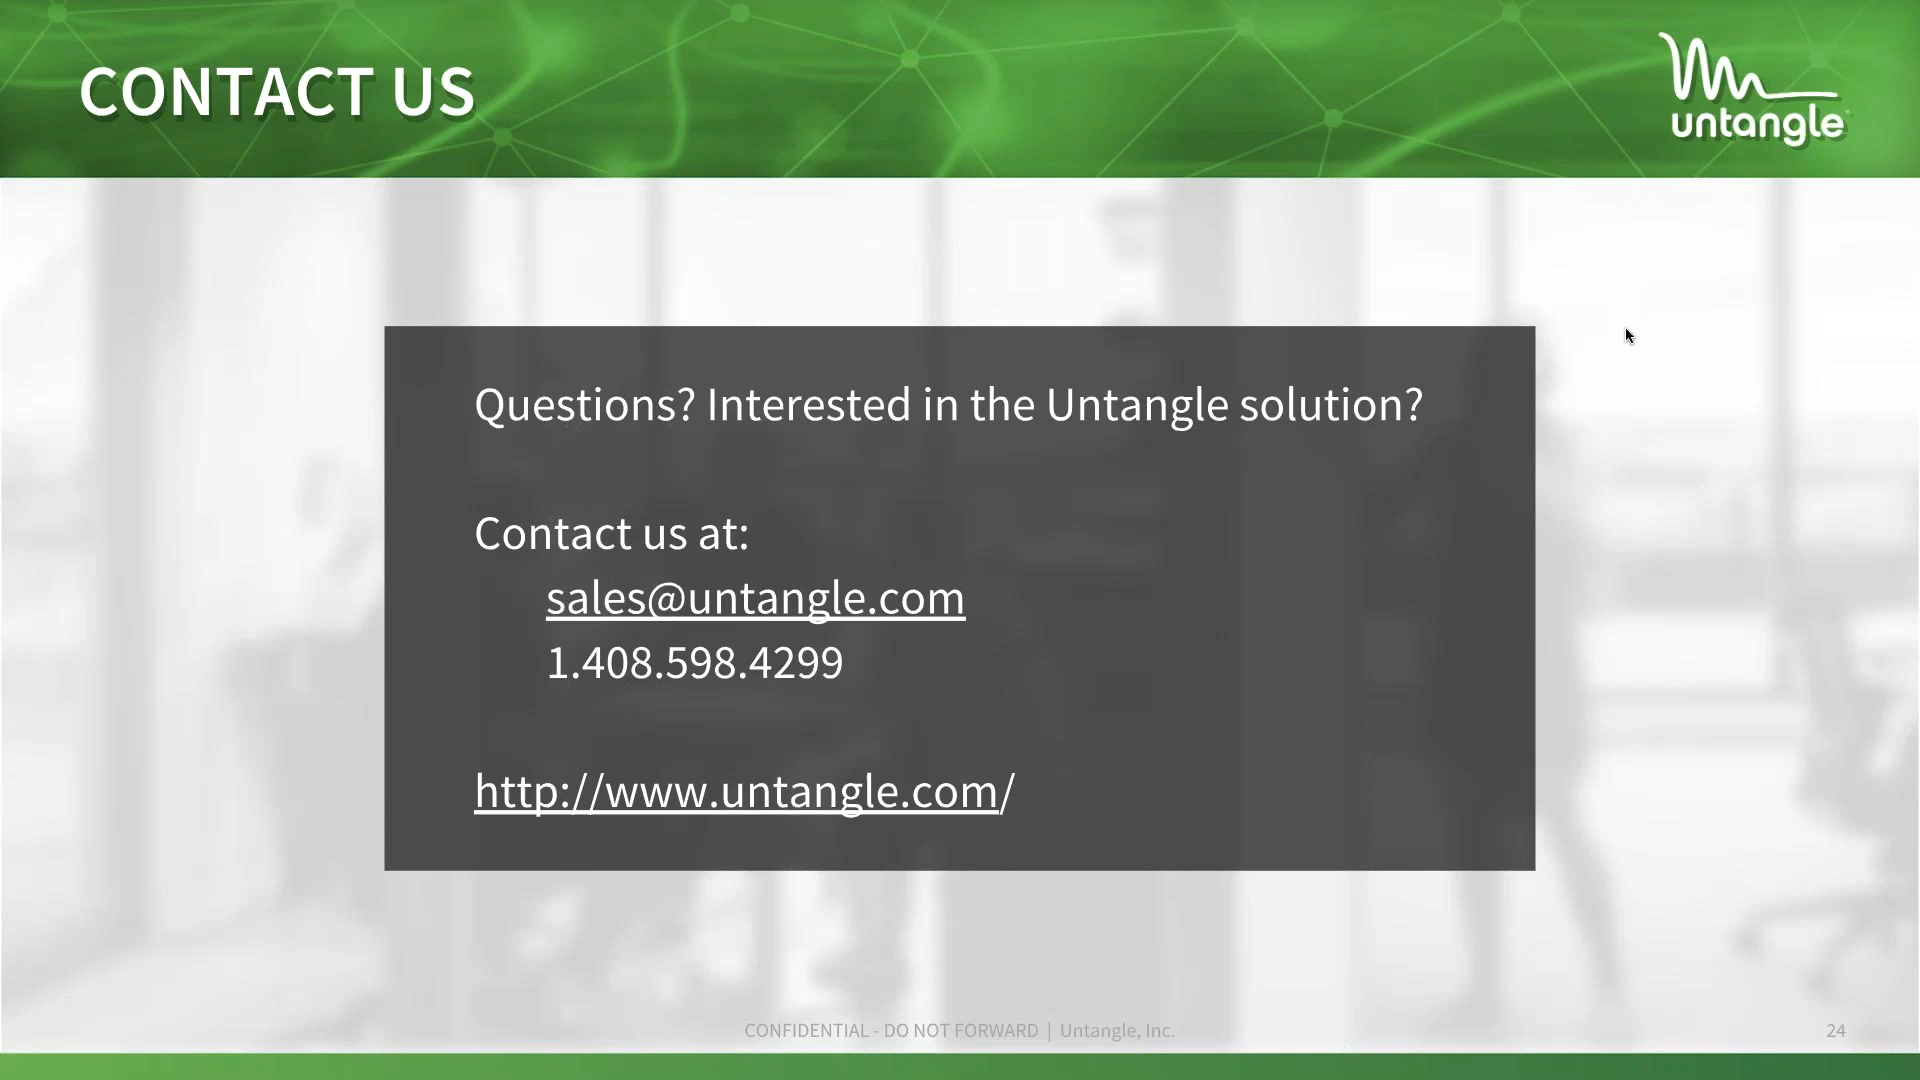 CONTACT US
untangle
Questions? Interested in the Untangle solution?
Contact us at:
sales@untangle.com
1.408.598.4299
http://www.untangle.com/
CONFIDENTIAL - DO NOT FORWARD | Untangle, Inc.
24